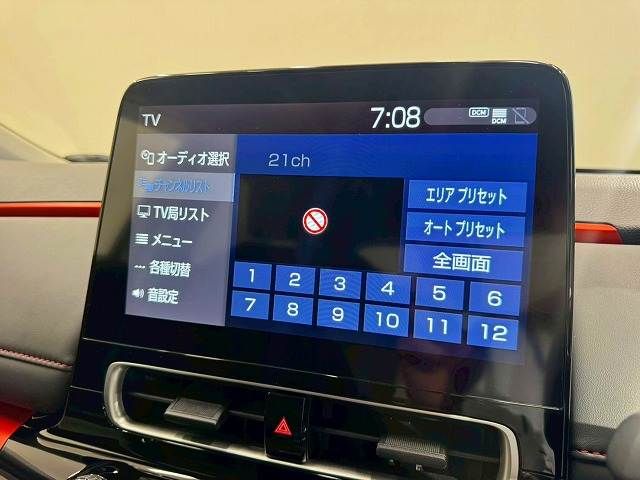 TV
7:08
DCM
DCM
オーディオ選択
21ch
チャンネルリスト
エリア プリセット
TV局リスト
オート プリセット
メニュー
全画面
各種切替
1 2 3 4 5 6
音設定
7 8 9 10 11 12